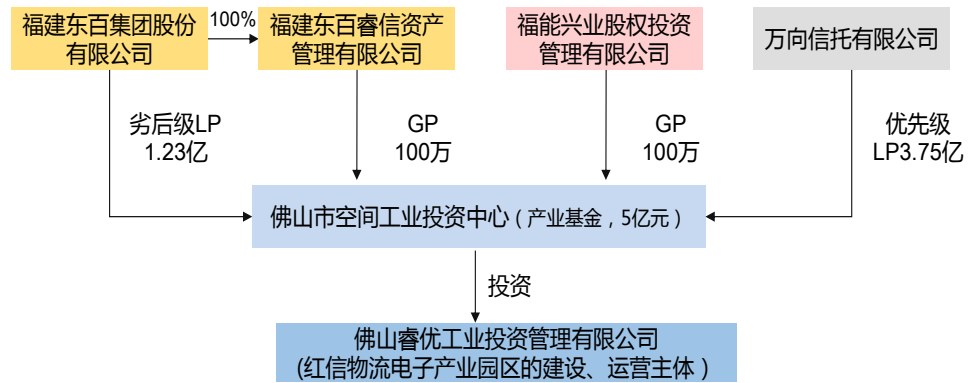 福建东百集团股份
有限公司
100%
福建东百睿信资产
管理有限公司
福能兴业股权投资
管理有限公司
万向信托有限公司
劣后级LP
1.23亿
GP
100万
GP
100万
优先级
LP3.75亿
佛山市空间工业投资中心（产业基金，5亿元）
投资
佛山睿优工业投资管理有限公司
(红信物流电子产业园区的建设、运营主体）